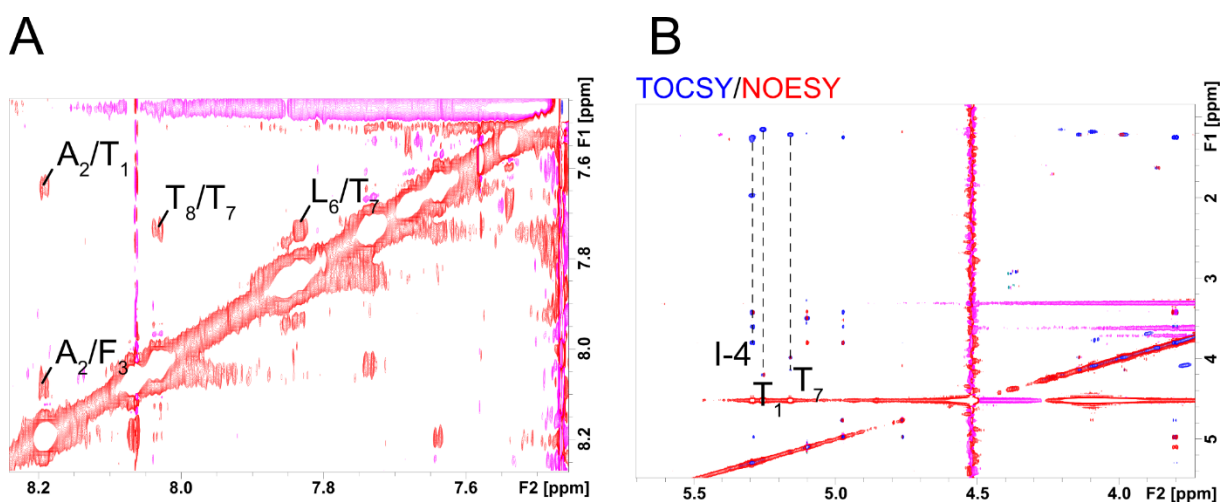 A
A₂/T₁
T₈/T₇
L₆/T₇
A₂/F₃
F1 [ppm]
7.6
7.8
8.0
8.2
8.2
8.0
7.8
7.6
F2 [ppm]
B
TOCSY/NOESY
I-4
T₁
T₇
F1 [ppm]
2
3
4
5
5.5
5.0
4.5
4.0
F2 [ppm]